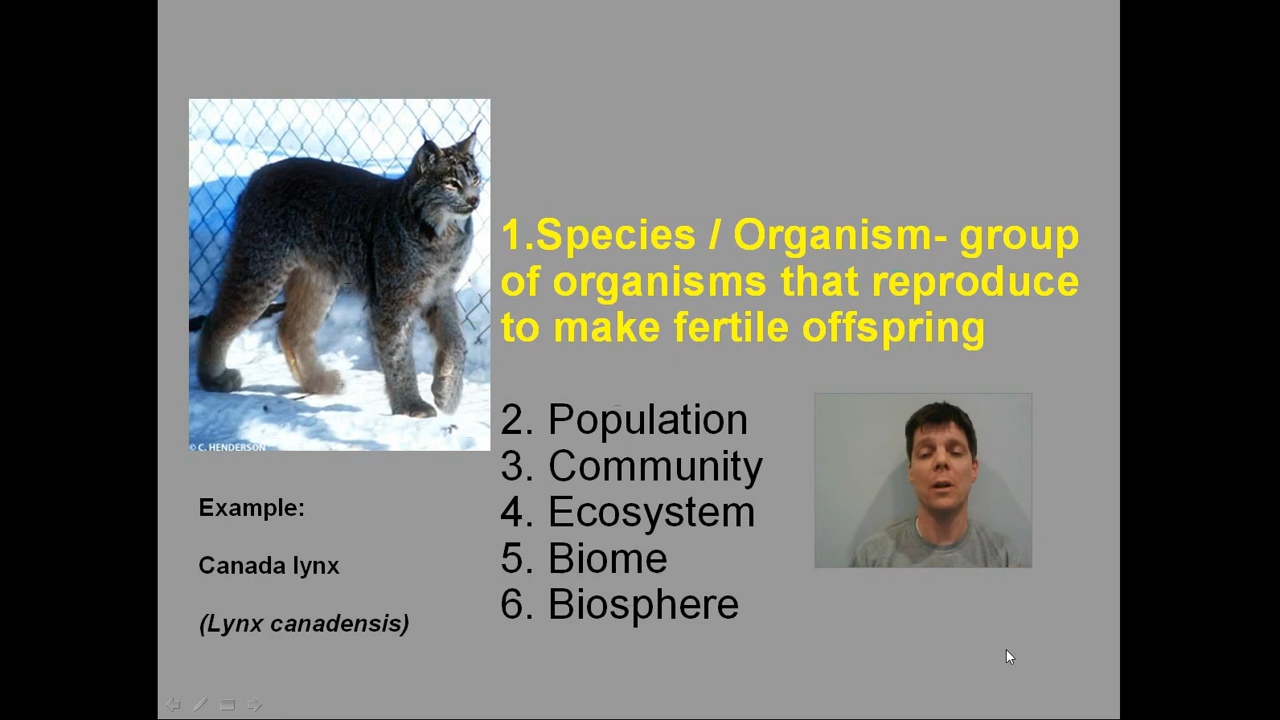 1.Species / Organism- group
of organisms that reproduce
to make fertile offspring
2. Population
3. Community
4. Ecosystem
5. Biome
6. Biosphere
© C. HENDERSON
Example:
Canada lynx
(Lynx canadensis)